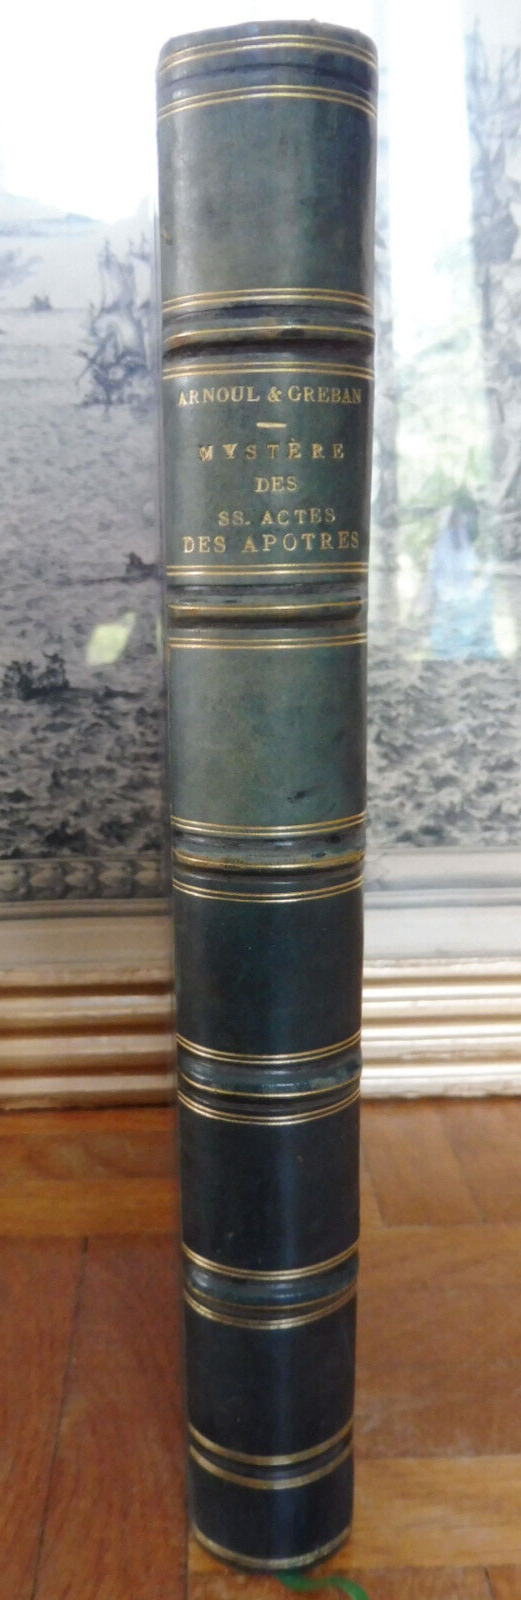 ARNOUL & GREBAN
MYSTÈRE
DES
SS. ACTES
DES APOTRES